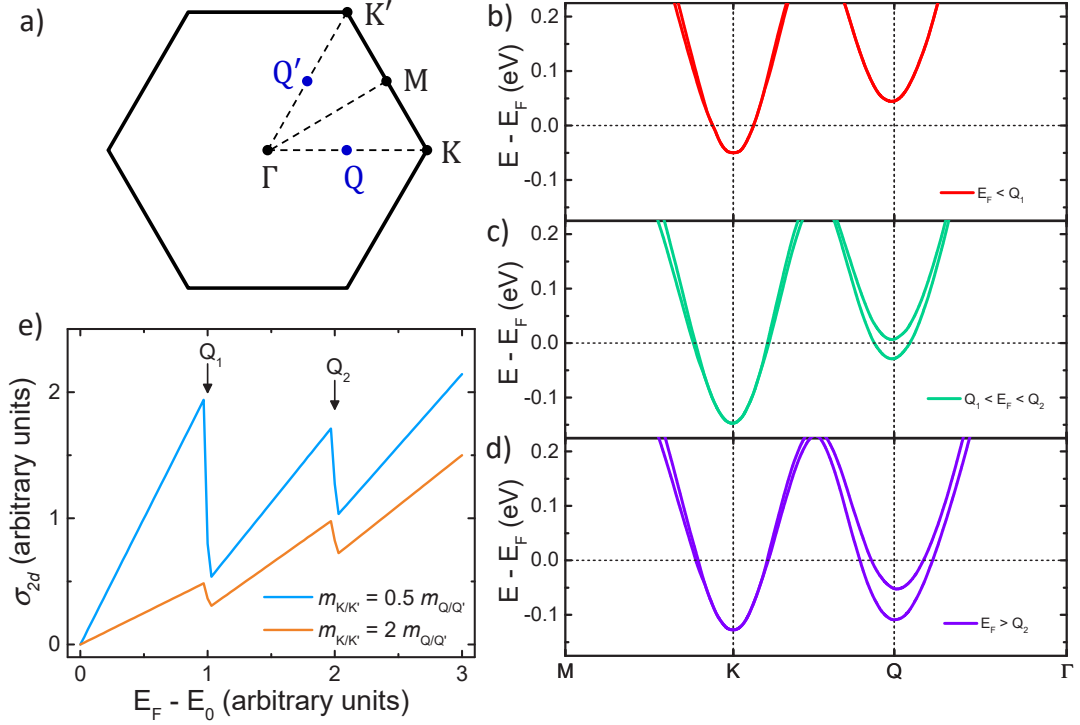 a)
K′
Q′
M
Γ
Q
K
b)
E - E_F (eV)
0.2
0.1
0.0
-0.1
E_F < Q_1
c)
E - E_F (eV)
0.2
0.1
0.0
-0.1
Q_1 < E_F < Q_2
d)
E - E_F (eV)
0.2
0.1
0.0
-0.1
E_F > Q_2
M
K
Q
Γ
e)
σ_2d (arbitrary units)
2
1
0
Q_1
Q_2
m_K/K' = 0.5 m_Q/Q'
m_K/K' = 2 m_Q/Q'
0
1
2
3
E_F - E_0 (arbitrary units)